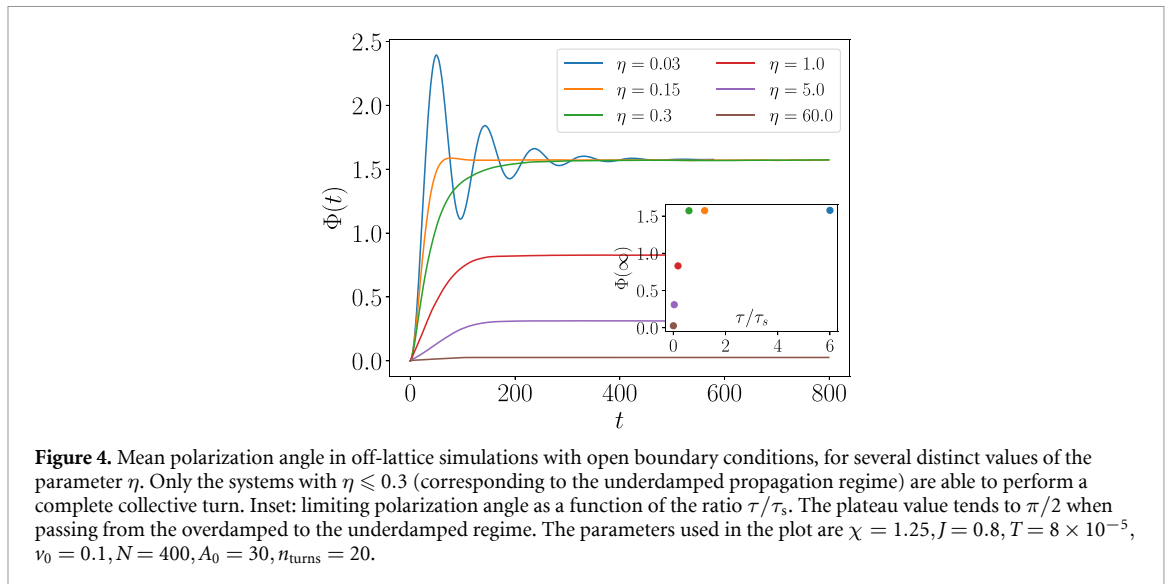 2.5
2.0
1.5
1.0
0.5
0.0
Φ(t)
η = 0.03
η = 0.15
η = 0.3
η = 1.0
η = 5.0
η = 60.0
1.5
1.0
0.5
0.0
Φ(∞)
τ/τs
0 2 4 6
0 200 400 600 800
t
Figure 4. Mean polarization angle in off-lattice simulations with open boundary conditions, for several distinct values of the
parameter η. Only the systems with η ⩽ 0.3 (corresponding to the underdamped propagation regime) are able to perform a
complete collective turn. Inset: limiting polarization angle as a function of the ratio τ/τs. The plateau value tends to π/2 when
passing from the overdamped to the underdamped regime. The parameters used in the plot are χ = 1.25, J = 0.8, T = 8 × 10⁻⁵,
ν₀ = 0.1, N = 400, A₀ = 30, nturns = 20.